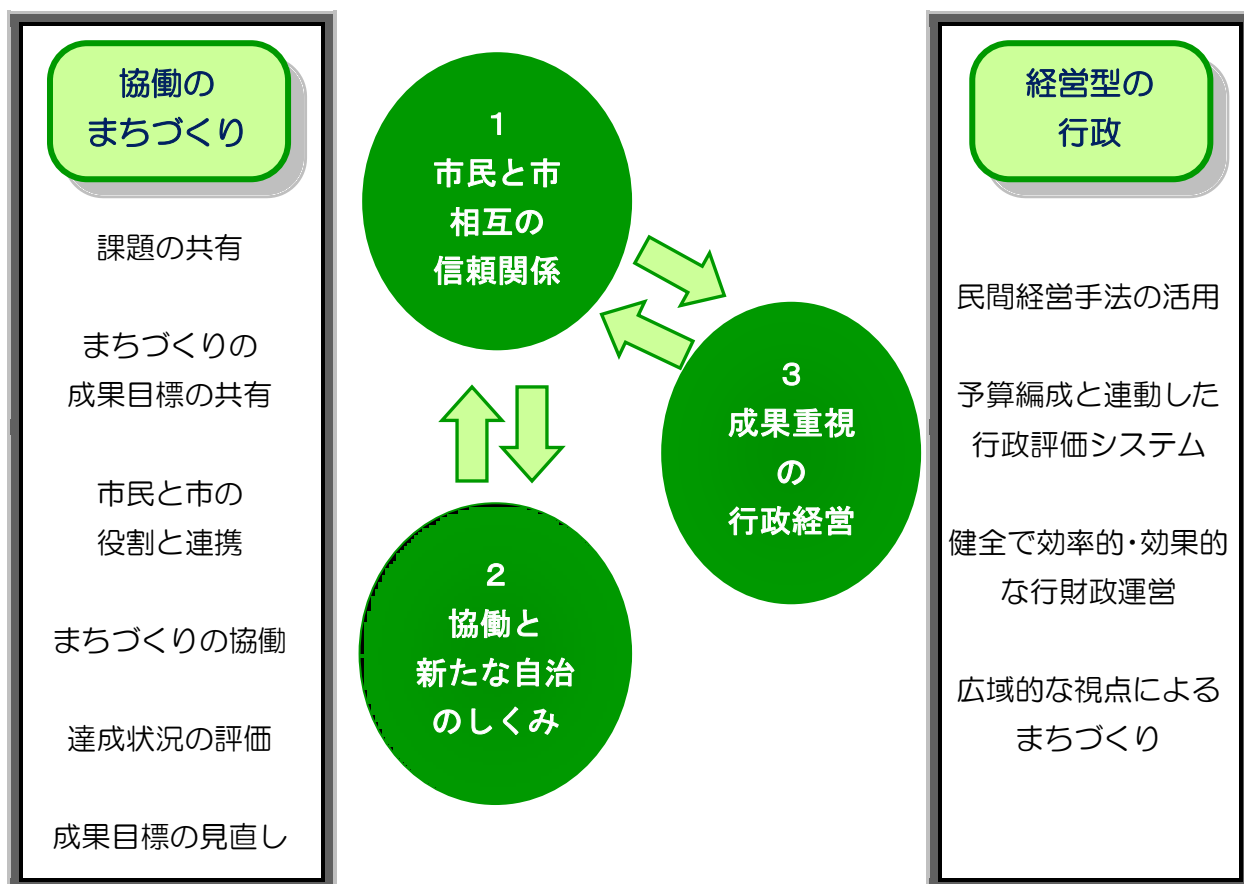 協働の
まちづくり
課題の共有
まちづくりの
成果目標の共有
市民と市の
役割と連携
まちづくりの協働
達成状況の評価
成果目標の見直し
１
市民と市
相互の
信頼関係
２
協働と
新たな自治
のしくみ
３
成果重視
の
行政経営
経営型の
行政
民間経営手法の活用
予算編成と連動した
行政評価システム
健全で効率的・効果的
な行財政運営
広域的な視点による
まちづくり